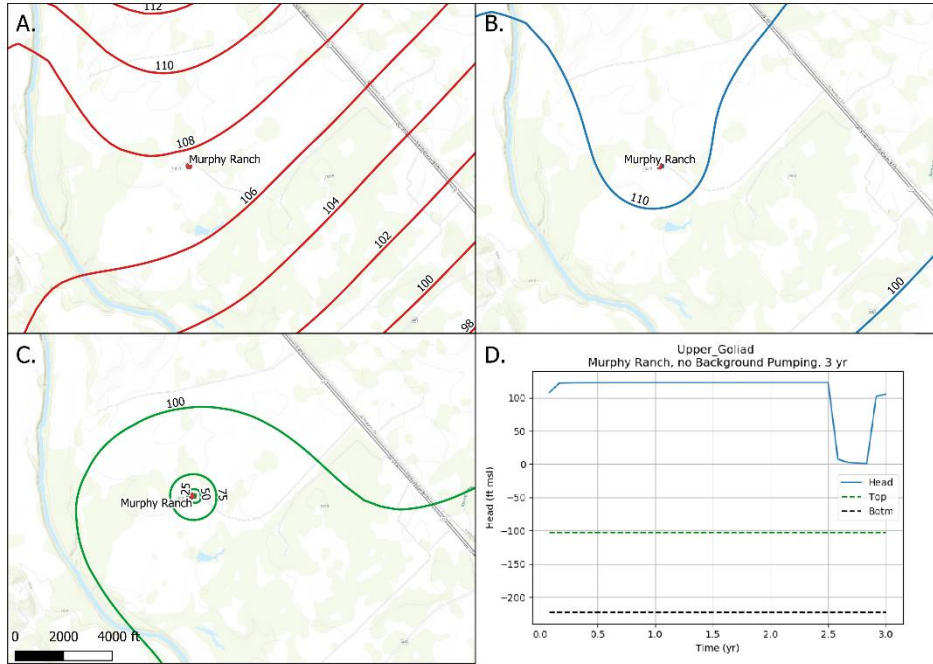 A.
112
110
108
Murphy Ranch
106
104
102
100
98
B.
Murphy Ranch
110
100
C.
100
25
50
75
Murphy Ranch
0 2000 4000 ft
D.
Upper_Goliad
Murphy Ranch, no Background Pumping, 3 yr
Head (ft msl)
100
50
0
−50
−100
−150
−200
Head
Top
Botm
0.0 0.5 1.0 1.5 2.0 2.5 3.0
Time (yr)